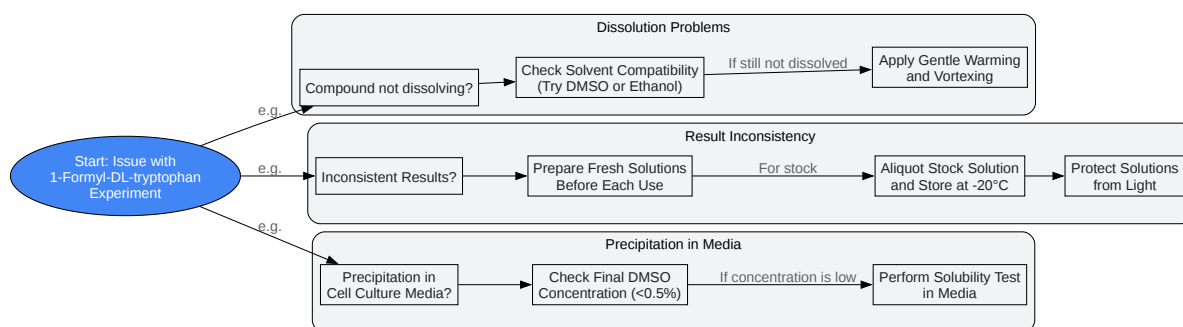 Dissolution Problems
Compound not dissolving?
Check Solvent Compatibility
(Try DMSO or Ethanol)
If still not dissolved
Apply Gentle Warming
and Vortexing
e.g.
Result Inconsistency
Start: Issue with
1-Formyl-DL-tryptophan
Experiment
e.g.
Inconsistent Results?
Prepare Fresh Solutions
Before Each Use
For stock
Aliquot Stock Solution
and Store at -20°C
Protect Solutions
from Light
e.g.
Precipitation in Media
Precipitation in
Cell Culture Media?
Check Final DMSO
Concentration (<0.5%)
If concentration is low
Perform Solubility Test
in Media